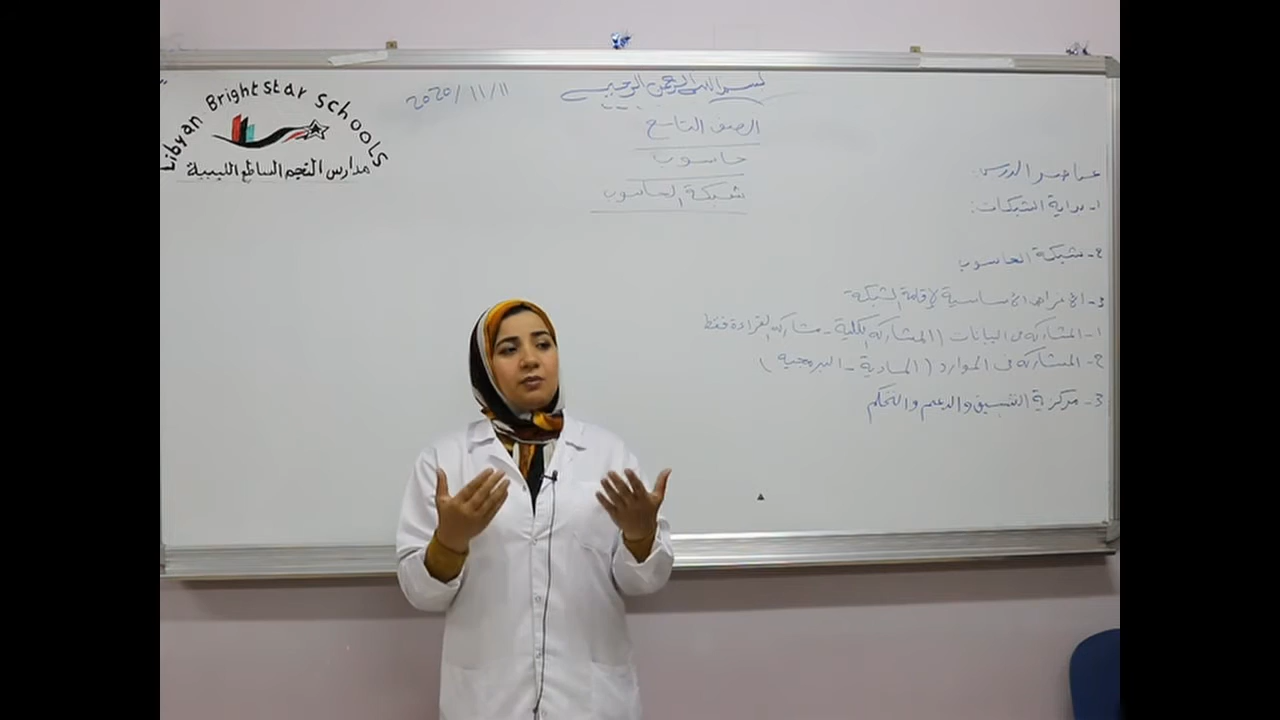 Libyan Bright Star Schools
مدارس النجم الساطع الليبية
2020/11/11
بسم الله الرحمن الرحيم
الصف التاسع
حاسوب
شبكة الحاسوب
عناصر الدرس:
1- بداية الشبكات:
2- شبكة الحاسوب
3- الأغراض الأساسية لإقامة الشبكة
1- المشاركة في البيانات (المشاركة الكلية - مشاركة لقراءة فقط
2- المشاركة في الموارد (المادية - البرمجية)
3- مركزية التنسيق والدعم والتحكم